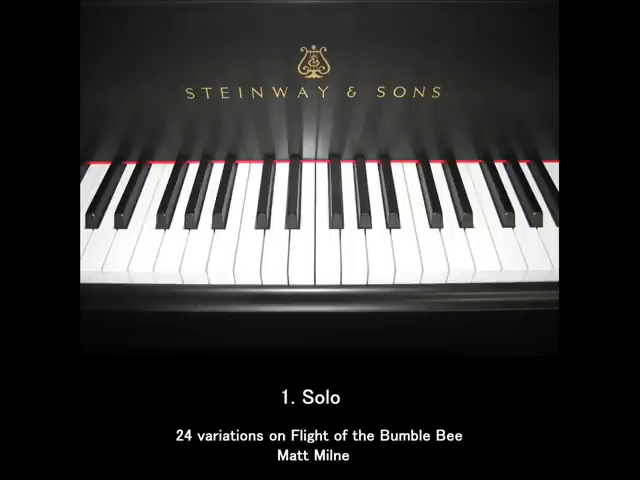 STEINWAY & SONS
1. Solo
24 variations on Flight of the Bumble Bee
Matt Milne